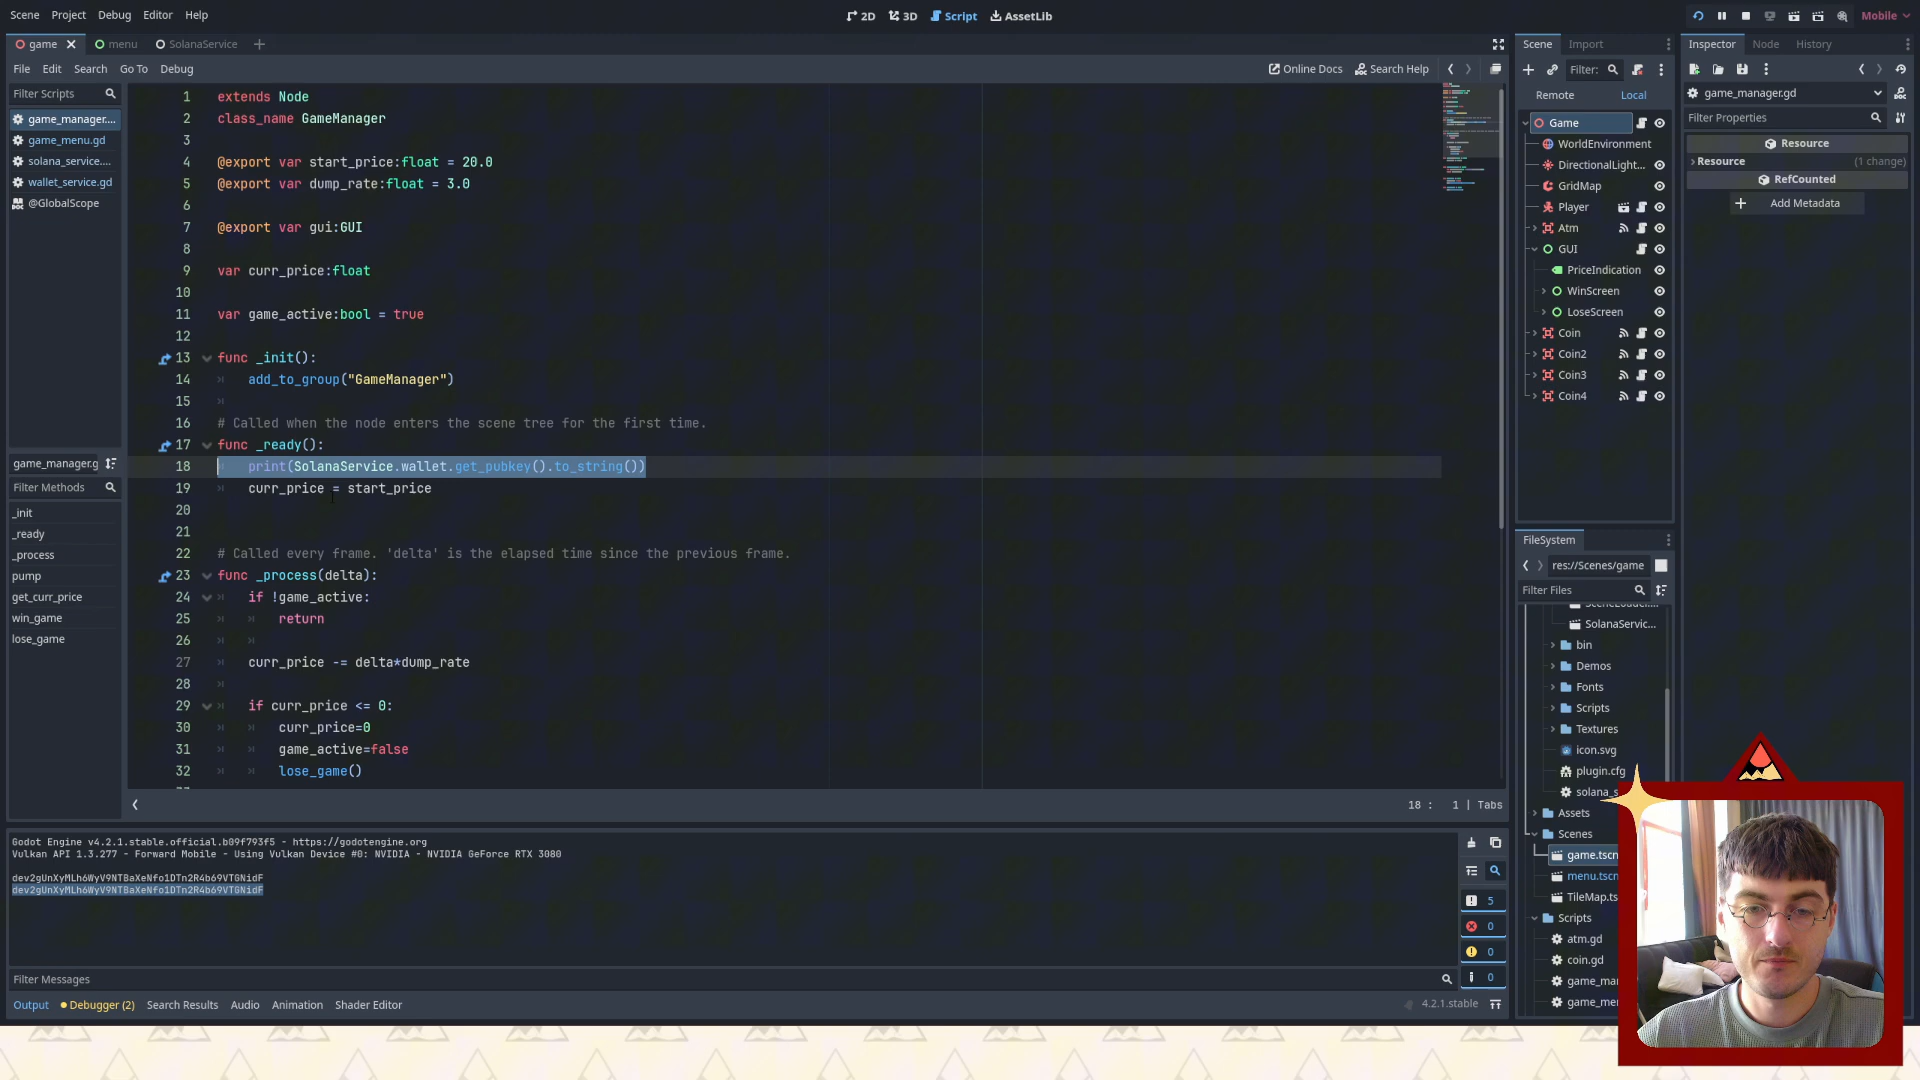 Scene Project Debug Editor Help
2D 3D Script AssetLib
Mobile
game menu SolanaService
File Edit Search Go To Debug
Online Docs Search Help
Filter Scripts
game_manager....
game_menu.gd
solana_service....
wallet_service.gd
@GlobalScope
game_manager.g
Filter Methods
_init
_ready
_process
pump
get_curr_price
win_game
lose_game
1 extends Node
2 class_name GameManager
3
4 @export var start_price:float = 20.0
5 @export var dump_rate:float = 3.0
6
7 @export var gui:GUI
8
9 var curr_price:float
10
11 var game_active:bool = true
12
13 func _init():
14 add_to_group("GameManager")
15
16 # Called when the node enters the scene tree for the first time.
17 func _ready():
18 print(SolanaService.wallet.get_pubkey().to_string())
19 curr_price = start_price
20
21
22 # Called every frame. 'delta' is the elapsed time since the previous frame.
23 func _process(delta):
24 if !game_active:
25 return
26
27 curr_price -= delta*dump_rate
28
29 if curr_price <= 0:
30 curr_price=0
31 game_active=false
32 lose_game()
18 : 1 | Tabs
Godot Engine v4.2.1.stable.official.b09f793f5 - https://godotengine.org
Vulkan API 1.3.277 - Forward Mobile - Using Vulkan Device #0: NVIDIA - NVIDIA GeForce RTX 3080
dev2gUnXyMLh6WyV9NTBaXeNfo1DTn2R4b69VTGNidF
dev2gUnXyMLh6WyV9NTBaXeNfo1DTn2R4b69VTGNidF
5
0
0
0
Filter Messages
Output Debugger (2) Search Results Audio Animation Shader Editor
4.2.1.stable
Scene Import
Filter:
Remote Local
Game
WorldEnvironment
DirectionalLight...
GridMap
Player
Atm
GUI
PriceIndication
WinScreen
LoseScreen
Coin
Coin2
Coin3
Coin4
FileSystem
res://Scenes/game
Filter Files
SolanaServic...
bin
Demos
Fonts
Scripts
Textures
icon.svg
plugin.cfg
solana_s
Assets
Scenes
game.tscn
menu.tscn
TileMap.ts
Scripts
atm.gd
coin.gd
game_ma
game_me
Inspector Node History
game_manager.gd
Filter Properties
Resource
Resource (1 change)
RefCounted
Add Metadata